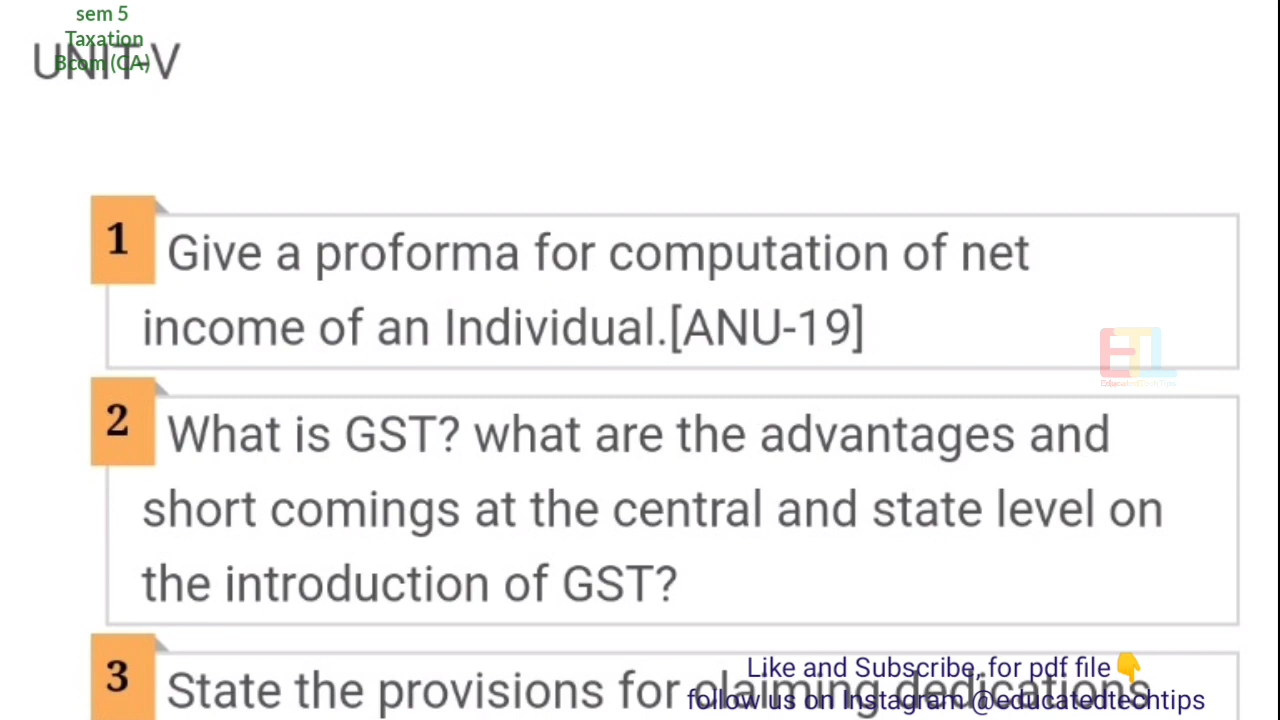 sem 5
Taxation
Bcom (CA)
UNIT-V
1
Give a proforma for computation of net
income of an Individual.[ANU-19]
2
What is GST? what are the advantages and
short comings at the central and state level on
the introduction of GST?
3
State the provisions for claiming dedications
Like and Subscribe, for pdf file👇
follow us on Instagram @educatedtechtips
ETL